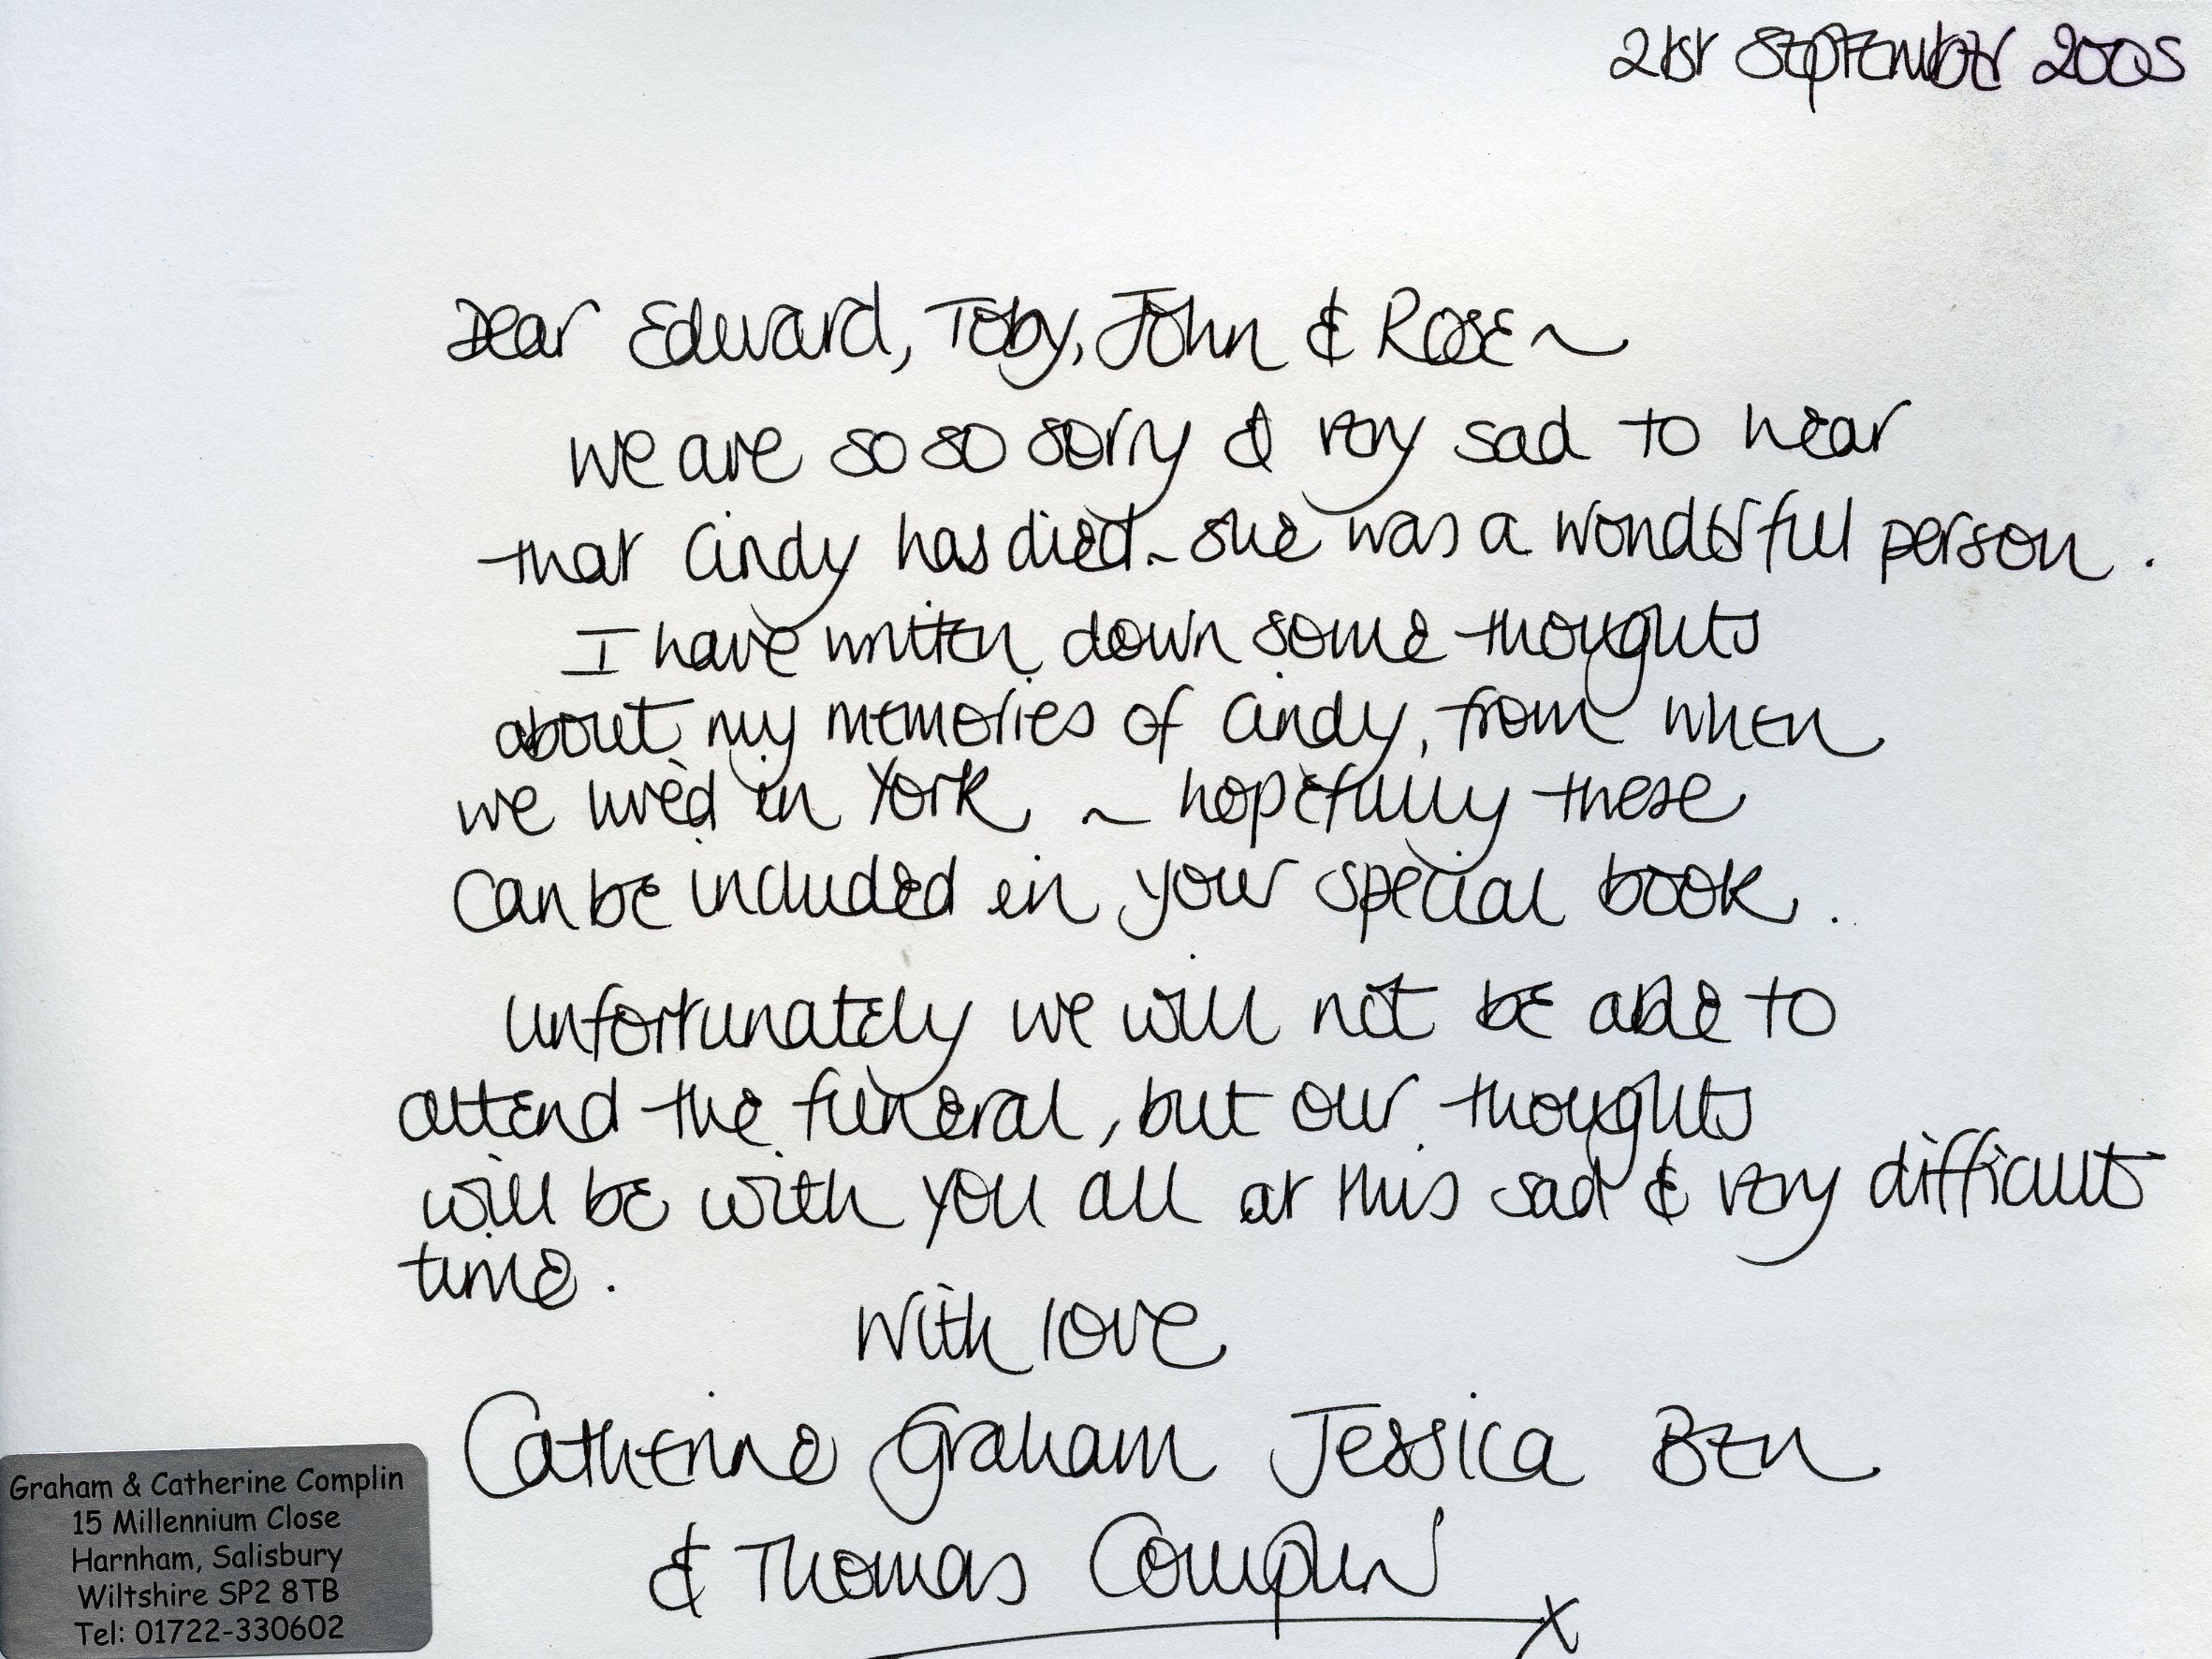 21st September 2005
Dear Edward, Toby, John & Rose ~
We are so so sorry & very sad to hear
that Cindy has died ~ she was a wonderful person.
I have written down some thoughts
about my memories of Cindy, from when
we lived in York ~ hopefully these
can be included in your special book.
Unfortunately we will not be able to
attend the funeral, but our thoughts
will be with you all at this sad & very difficult
time.
With love
Catherine Graham Jessica Ben
& Thomas Complin
x
Graham & Catherine Complin
15 Millennium Close
Harnham, Salisbury
Wiltshire SP2 8TB
Tel: 01722-330602